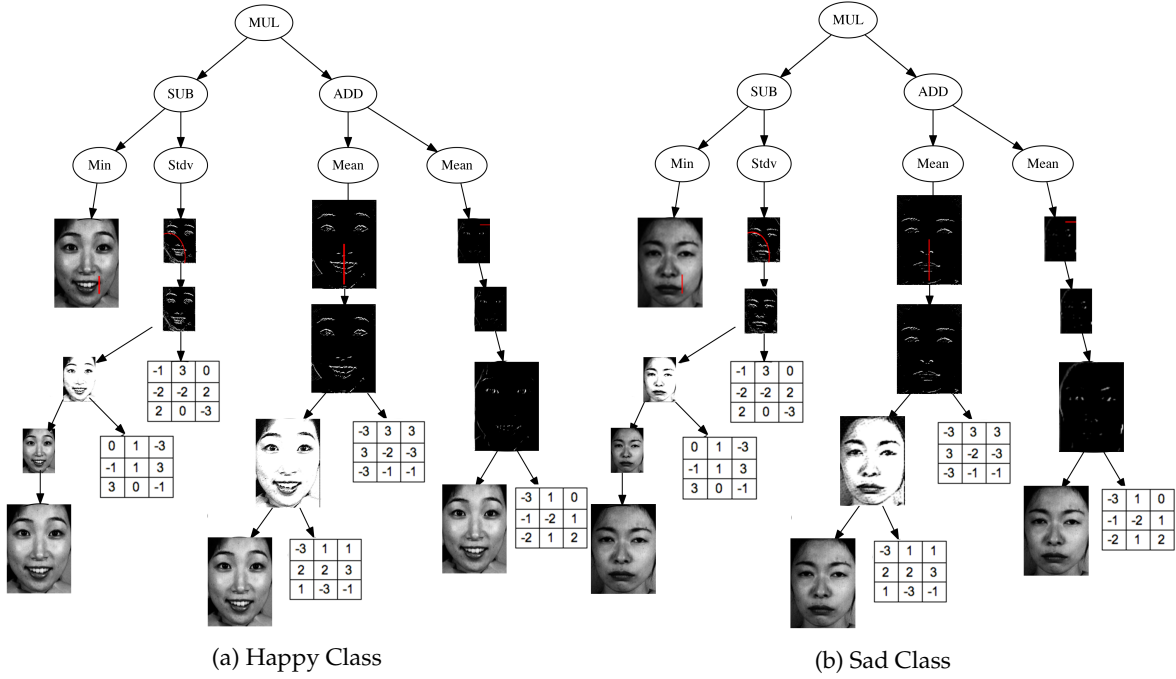 MUL
SUB
ADD
Min
Stdv
Mean
Mean
-1 3 0
-2 -2 2
2 0 -3
0 1 -3
-1 1 3
3 0 -1
-3 3 3
3 -2 -3
-3 -1 -1
-3 1 0
-1 -2 1
-2 1 2
-3 1 1
2 2 3
1 -3 -1
(a) Happy Class
MUL
SUB
ADD
Min
Stdv
Mean
Mean
-1 3 0
-2 -2 2
2 0 -3
0 1 -3
-1 1 3
3 0 -1
-3 3 3
3 -2 -3
-3 -1 -1
-3 1 0
-1 -2 1
-2 1 2
-3 1 1
2 2 3
1 -3 -1
(b) Sad Class